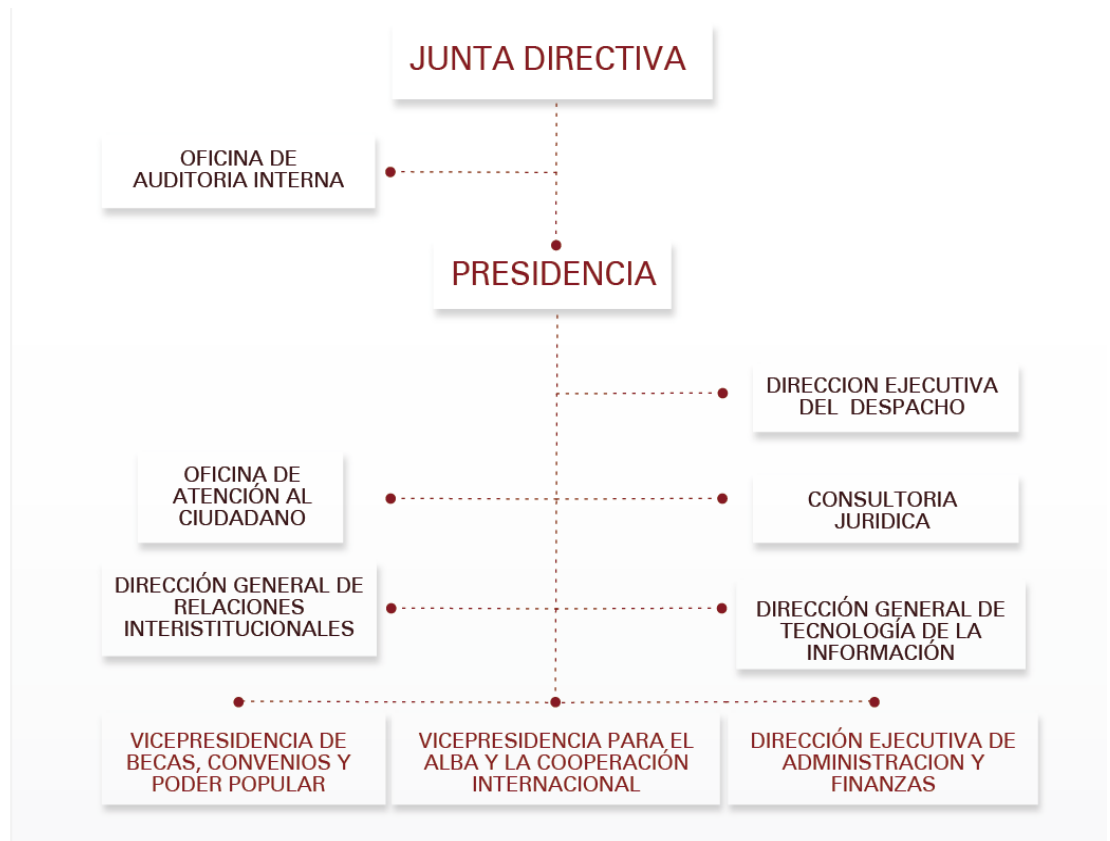 JUNTA DIRECTIVA
OFICINA DE
AUDITORIA INTERNA
PRESIDENCIA
DIRECCION EJECUTIVA
DEL DESPACHO
OFICINA DE
ATENCIÓN AL
CIUDADANO
CONSULTORIA
JURIDICA
DIRECCIÓN GENERAL DE
RELACIONES
INTERISTITUCIONALES
DIRECCIÓN GENERAL DE
TECNOLOGÍA DE LA
INFORMACIÓN
VICEPRESIDENCIA DE
BECAS, CONVENIOS Y
PODER POPULAR
VICEPRESIDENCIA PARA EL
ALBA Y LA COOPERACIÓN
INTERNACIONAL
DIRECCIÓN EJECUTIVA DE
ADMINISTRACION Y
FINANZAS